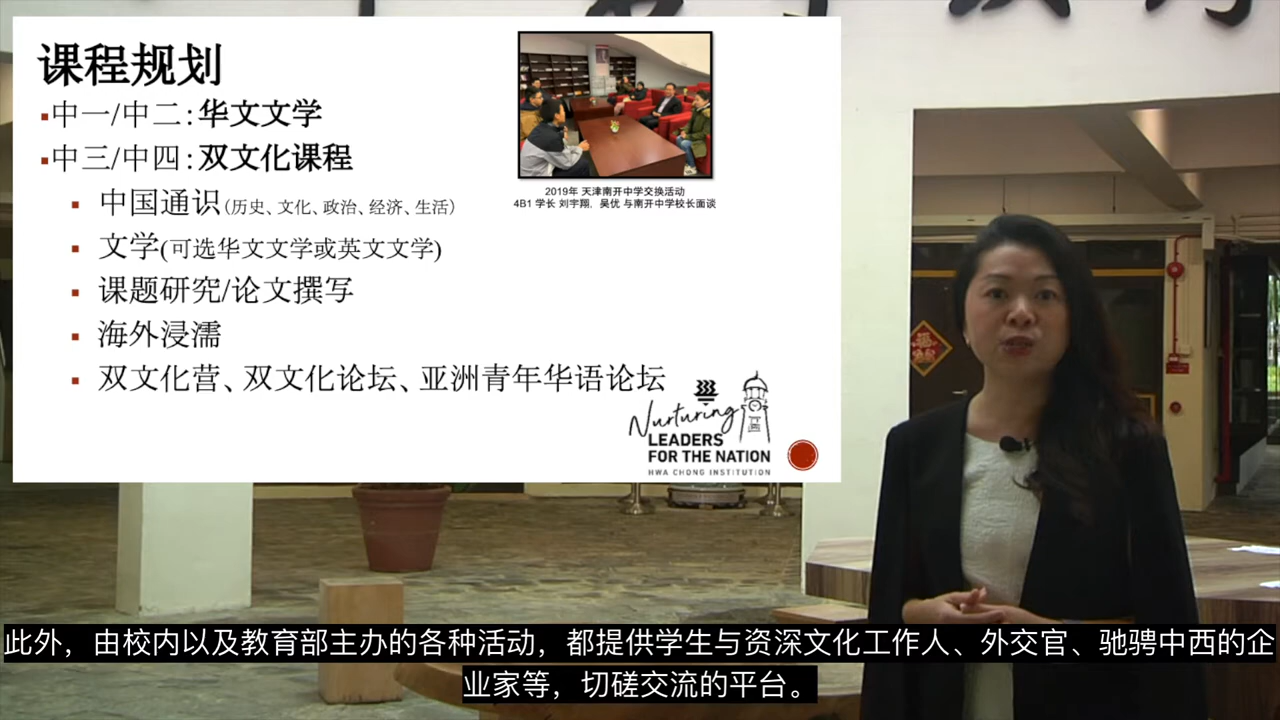 课程规划
▪中一/中二：华文文学
▪中三/中四：双文化课程
▪ 中国通识（历史、文化、政治、经济、生活）
▪ 文学(可选华文文学或英文文学)
▪ 课题研究/论文撰写
▪ 海外浸濡
▪ 双文化营、双文化论坛、亚洲青年华语论坛
2019年 天津南开中学交换活动
4B1 学长 刘宇翔，吴优 与南开中学校长面谈
Nurturing
LEADERS
FOR THE NATION
HWA CHONG INSTITUTION
此外，由校内以及教育部主办的各种活动，都提供学生与资深文化工作人、外交官、驰骋中西的企
业家等，切磋交流的平台。